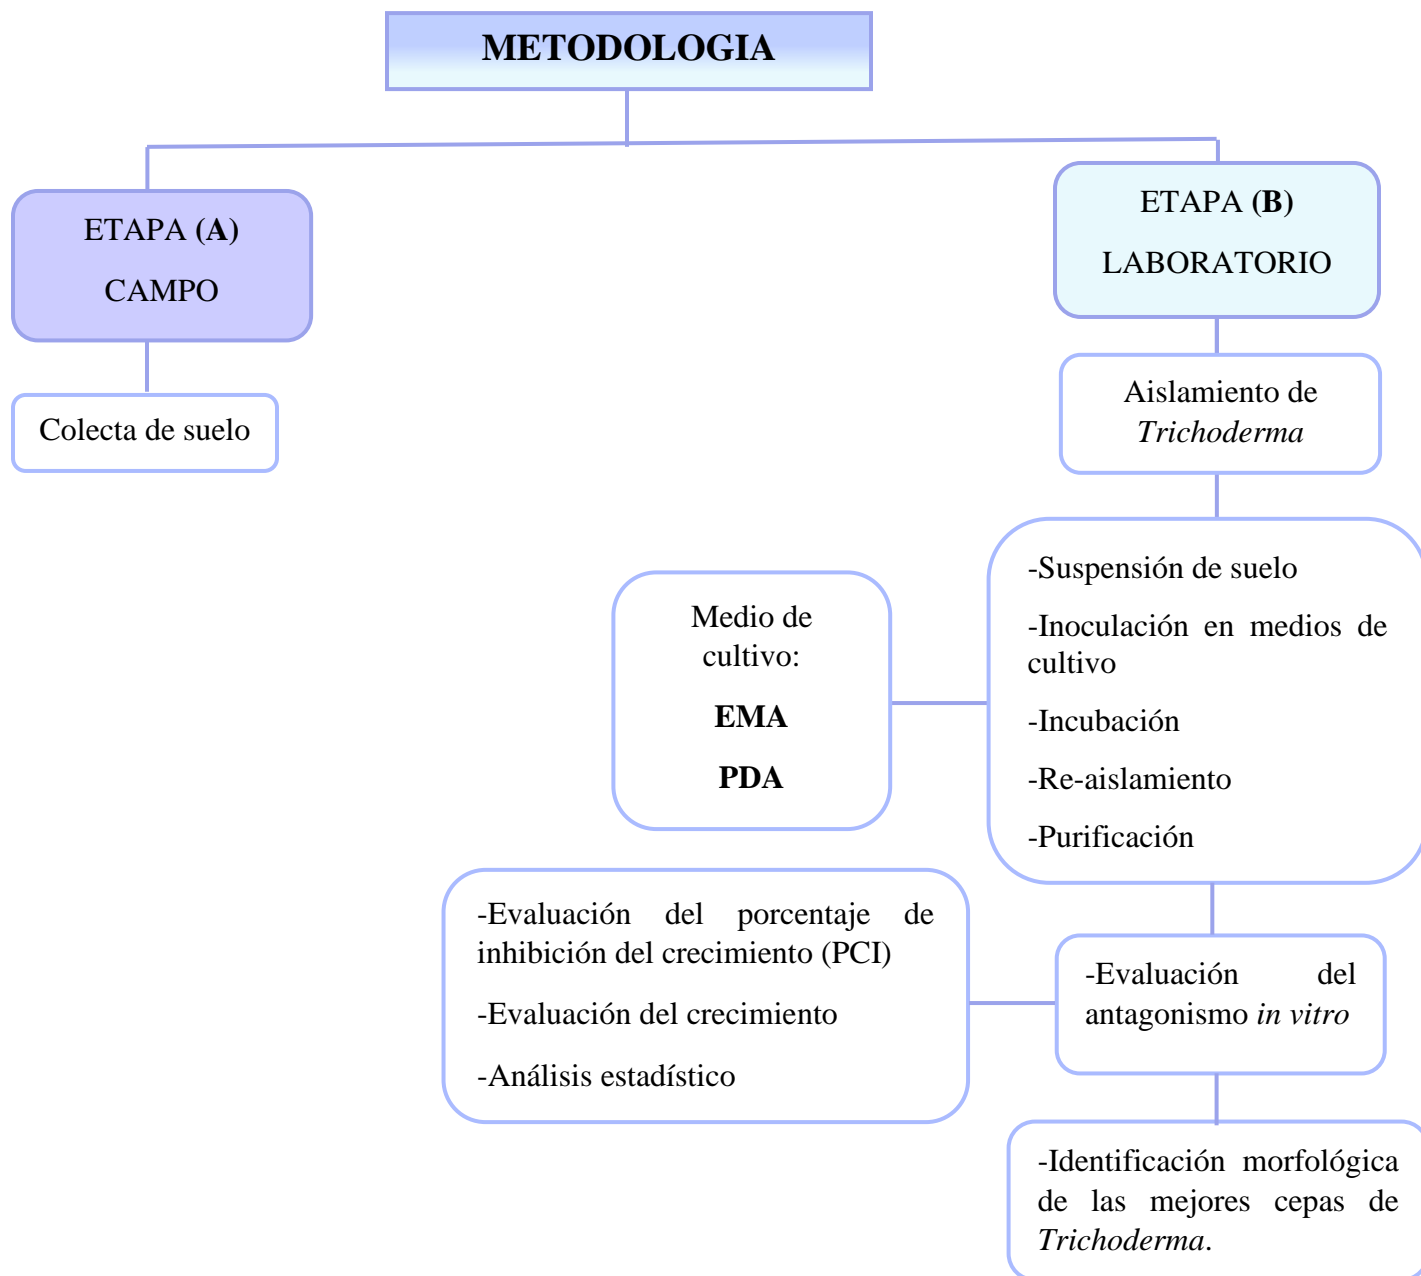 METODOLOGIA
ETAPA (A)
CAMPO
Colecta de suelo
ETAPA (B)
LABORATORIO
Aislamiento de
Trichoderma
-Suspensión de suelo
-Inoculación en medios de
cultivo
-Incubación
-Re-aislamiento
-Purificación
Medio de
cultivo:
EMA
PDA
-Evaluación del porcentaje de
inhibición del crecimiento (PCI)
-Evaluación del crecimiento
-Análisis estadístico
-Evaluación del
antagonismo in vitro
-Identificación morfológica
de las mejores cepas de
Trichoderma.